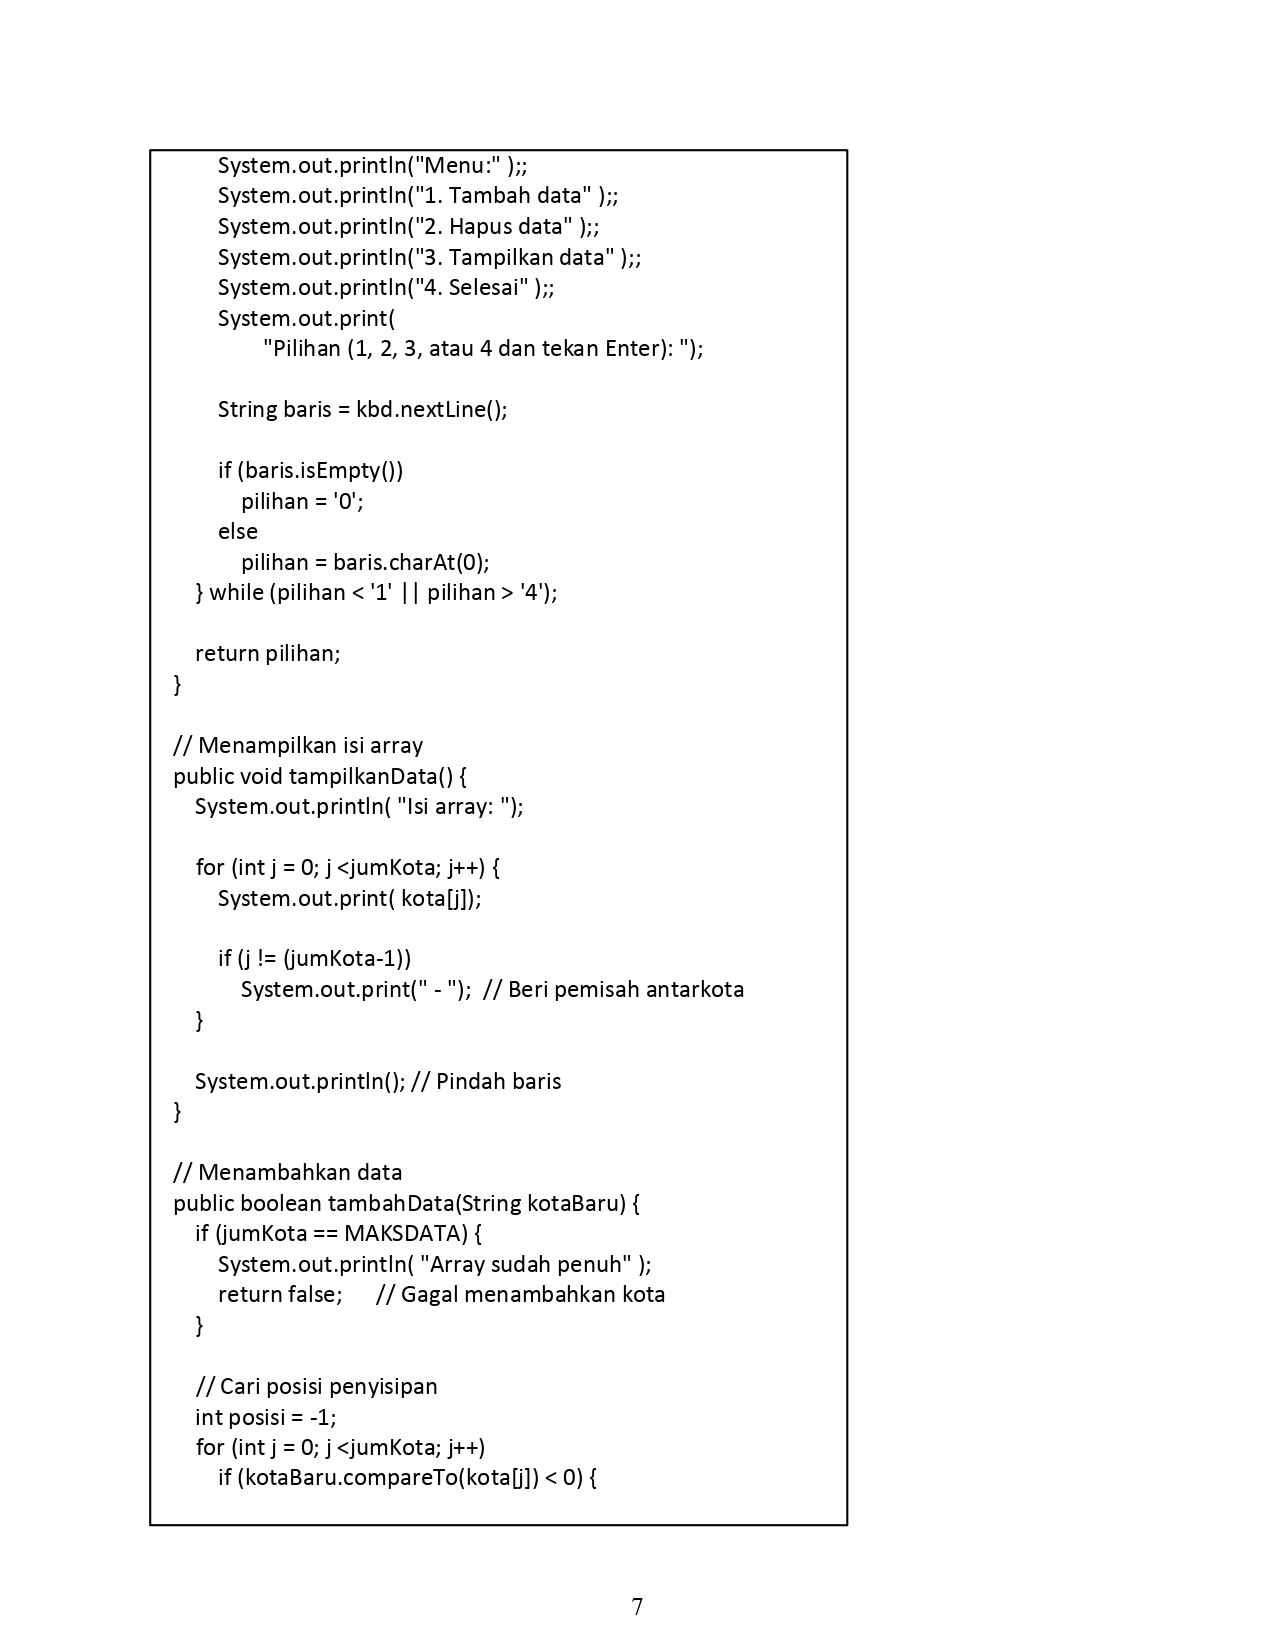 System.out.println("Menu:" );;
System.out.println("1. Tambah data" );;
System.out.println("2. Hapus data" );;
System.out.println("3. Tampilkan data" );;
System.out.println("4. Selesai" );;
System.out.print(
"Pilihan (1, 2, 3, atau 4 dan tekan Enter): ");
String baris = kbd.nextLine();
if (baris.isEmpty())
pilihan = '0';
else
pilihan = baris.charAt(0);
} while (pilihan < '1' || pilihan > '4');
return pilihan;
}
// Menampilkan isi array
public void tampilkanData() {
System.out.println( "Isi array: ");
for (int j = 0; j <jumKota; j++) {
System.out.print( kota[j]);
if (j != (jumKota-1))
System.out.print(" - "); // Beri pemisah antarkota
}
System.out.println(); // Pindah baris
}
// Menambahkan data
public boolean tambahData(String kotaBaru) {
if (jumKota == MAKSDATA) {
System.out.println( "Array sudah penuh" );
return false; // Gagal menambahkan kota
}
// Cari posisi penyisipan
int posisi = -1;
for (int j = 0; j <jumKota; j++)
if (kotaBaru.compareTo(kota[j]) < 0) {
7